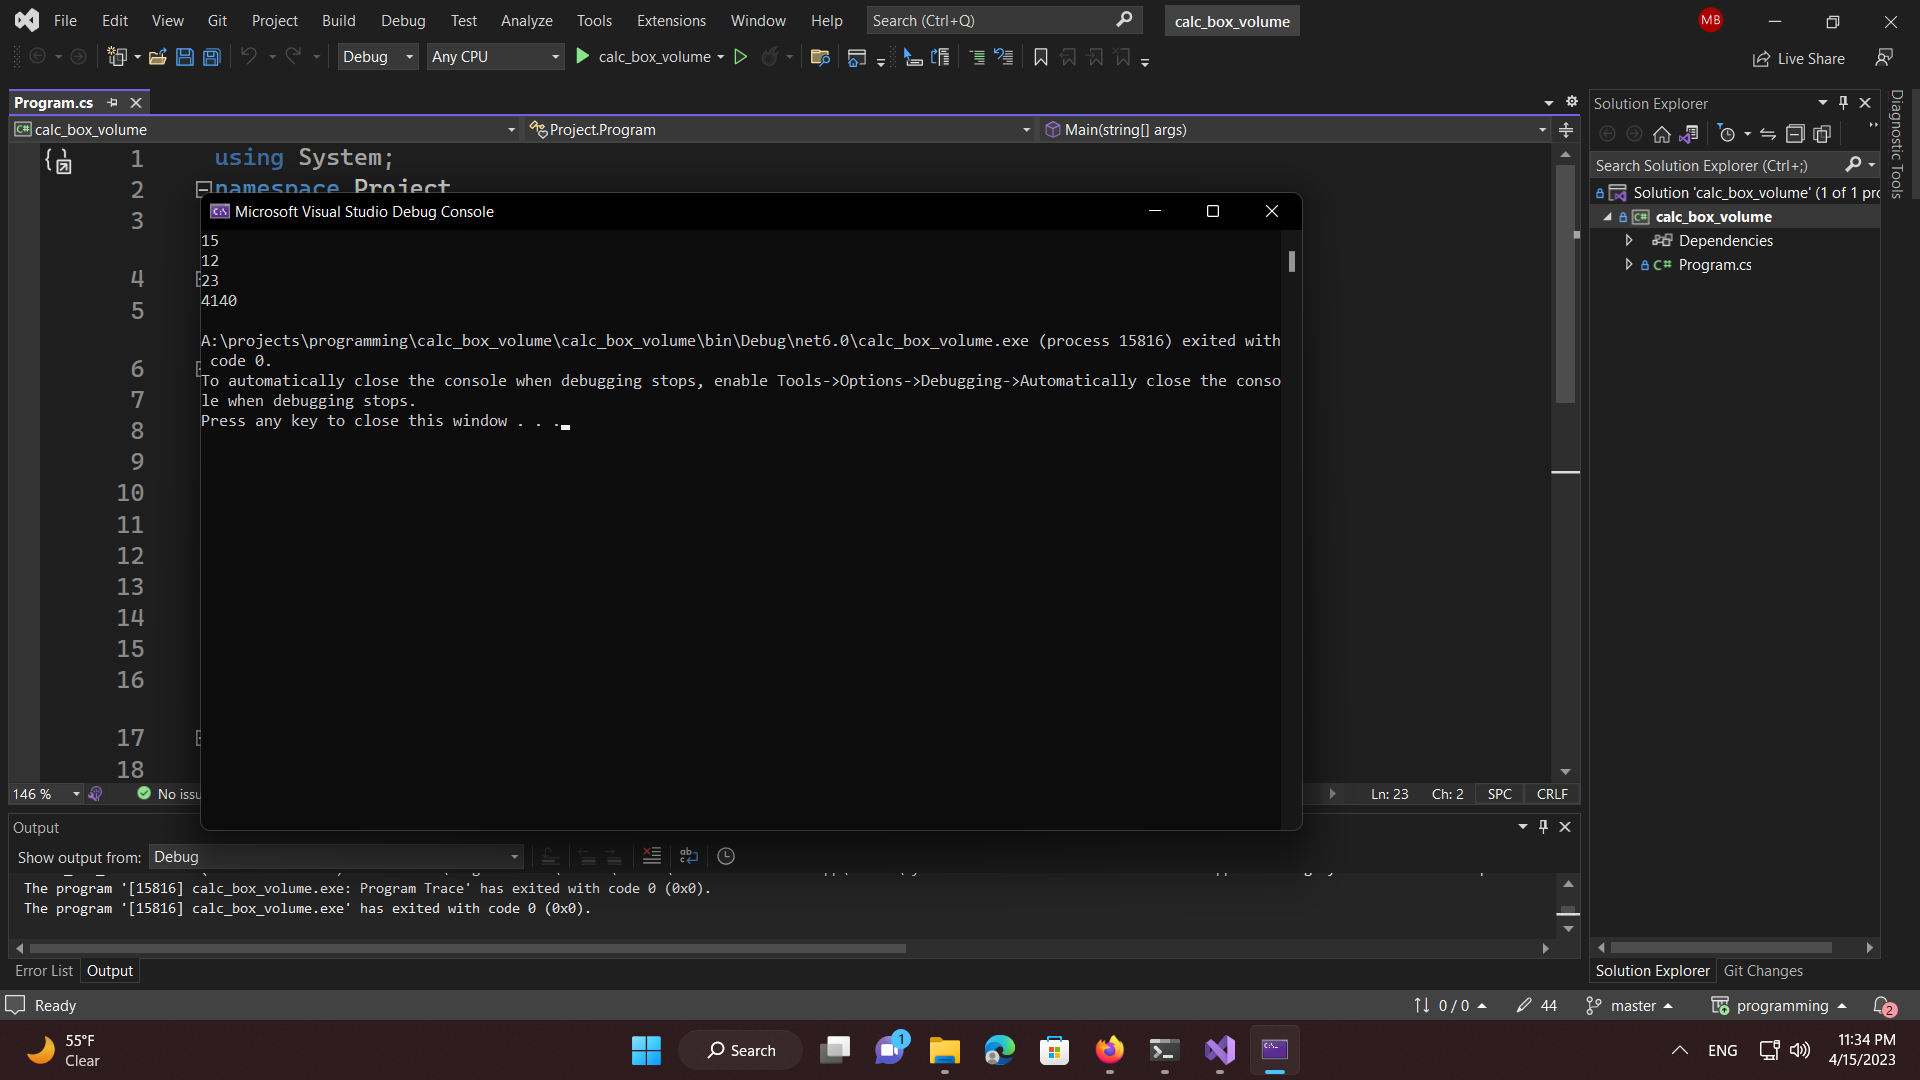 File Edit View Git Project Build Debug Test Analyze Tools Extensions Window Help Search (Ctrl+Q) calc_box_volume MB
Debug Any CPU calc_box_volume Live Share
Program.cs
calc_box_volume Project.Program Main(string[] args)
1 using System;
2 namespace Project
3
4
5
6
7
8
9
10
11
12
13
14
15
16
17
18
Microsoft Visual Studio Debug Console
15
12
23
4140
A:\projects\programming\calc_box_volume\calc_box_volume\bin\Debug\net6.0\calc_box_volume.exe (process 15816) exited with
code 0.
To automatically close the console when debugging stops, enable Tools->Options->Debugging->Automatically close the conso
le when debugging stops.
Press any key to close this window . . .
146 % No issu Ln: 23 Ch: 2 SPC CRLF
Output
Show output from: Debug
The program '[15816] calc_box_volume.exe: Program Trace' has exited with code 0 (0x0).
The program '[15816] calc_box_volume.exe' has exited with code 0 (0x0).
Error List Output
Solution Explorer
Search Solution Explorer (Ctrl+;)
Solution 'calc_box_volume' (1 of 1 pro
calc_box_volume
Dependencies
C# Program.cs
Solution Explorer Git Changes
Diagnostic Tools
Ready 0 / 0 44 master programming 2
55°F
Clear
Search 1 ENG
11:34 PM
4/15/2023